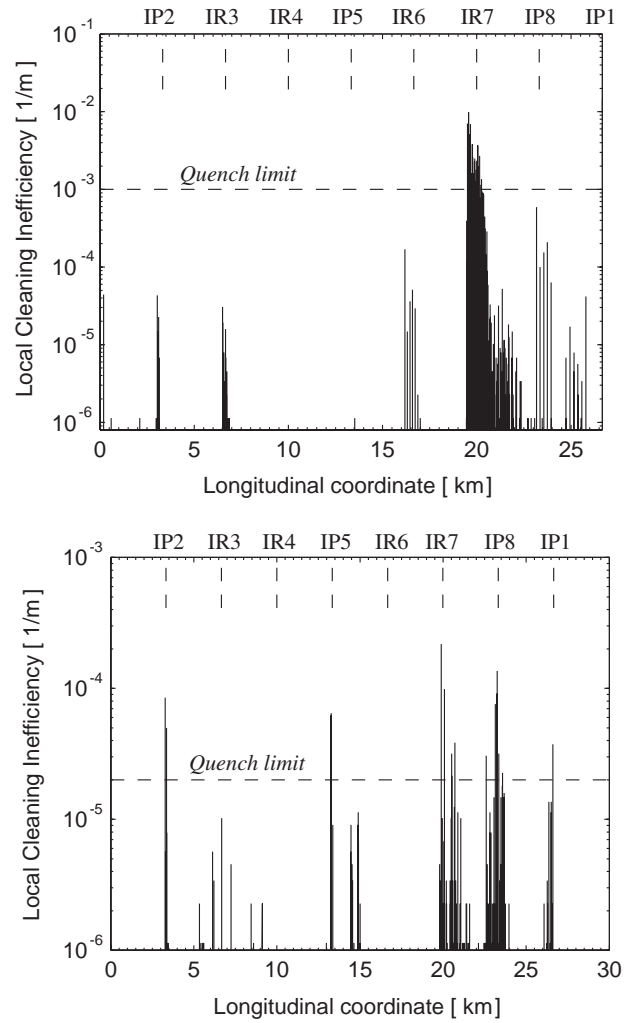 IP2 IR3 IR4 IP5 IR6 IR7 IP8 IP1
10^-1
10^-2
10^-3
10^-4
10^-5
10^-6
Local Cleaning Inefficiency [ 1/m ]
Quench limit
0 5 10 15 20 25
Longitudinal coordinate [ km]
IP2 IR3 IR4 IP5 IR6 IR7 IP8 IP1
10^-3
10^-4
10^-5
10^-6
Local Cleaning Inefficiency [ 1/m ]
Quench limit
0 5 10 15 20 25 30
Longitudinal coordinate [ km]